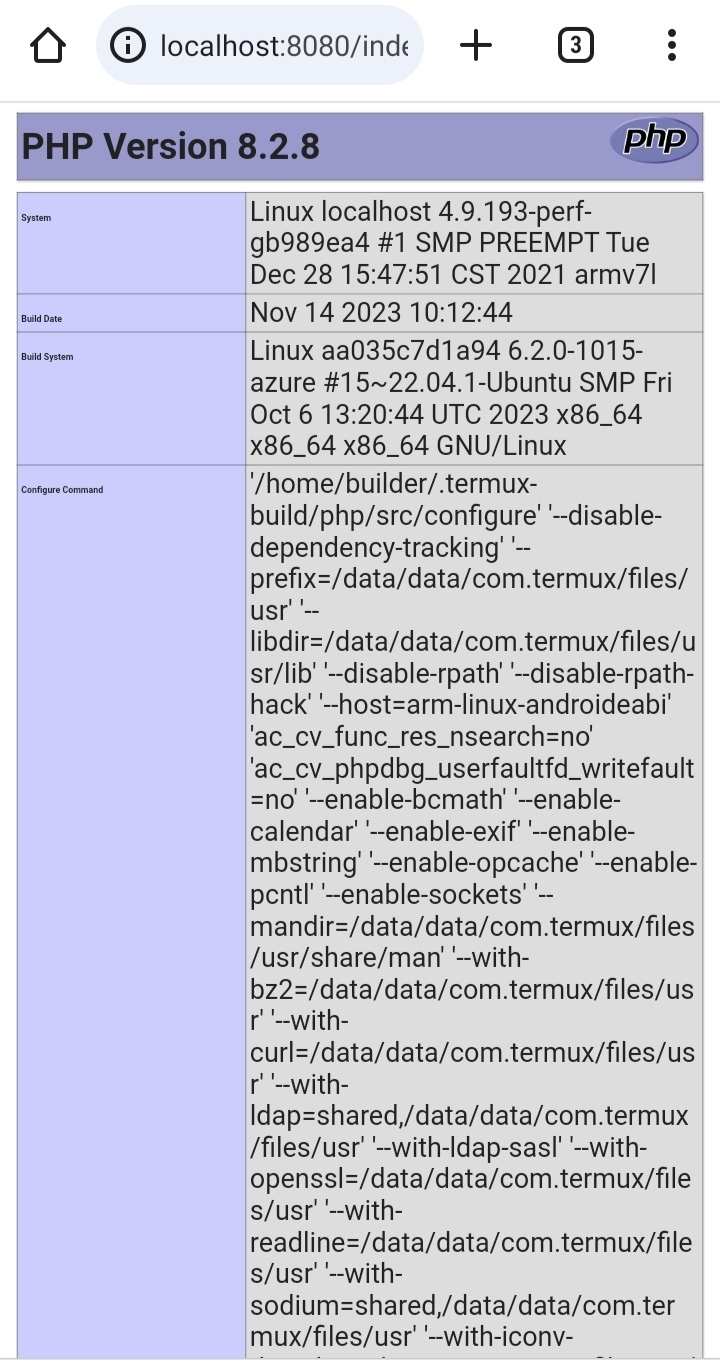 localhost:8080/inde
3
PHP Version 8.2.8
php
System
Linux localhost 4.9.193-perf-
gb989ea4 #1 SMP PREEMPT Tue
Dec 28 15:47:51 CST 2021 armv7l
Build Date
Nov 14 2023 10:12:44
Build System
Linux aa035c7d1a94 6.2.0-1015-
azure #15~22.04.1-Ubuntu SMP Fri
Oct 6 13:20:44 UTC 2023 x86_64
x86_64 x86_64 GNU/Linux
Configure Command
'/home/builder/.termux-
build/php/src/configure' '--disable-
dependency-tracking' '--
prefix=/data/data/com.termux/files/
usr' '--
libdir=/data/data/com.termux/files/u
sr/lib' '--disable-rpath' '--disable-rpath-
hack' '--host=arm-linux-androideabi'
'ac_cv_func_res_nsearch=no'
'ac_cv_phpdbg_userfaultfd_writefault
=no' '--enable-bcmath' '--enable-
calendar' '--enable-exif' '--enable-
mbstring' '--enable-opcache' '--enable-
pcntl' '--enable-sockets' '--
mandir=/data/data/com.termux/files
/usr/share/man' '--with-
bz2=/data/data/com.termux/files/us
r' '--with-
curl=/data/data/com.termux/files/us
r' '--with-
ldap=shared,/data/data/com.termux
/files/usr' '--with-ldap-sasl' '--with-
openssl=/data/data/com.termux/file
s/usr' '--with-
readline=/data/data/com.termux/file
s/usr' '--with-
sodium=shared,/data/data/com.ter
mux/files/usr' '--with-iconv-